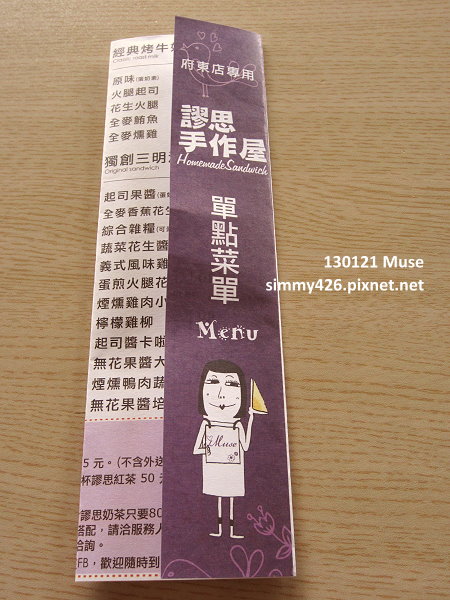 經典烤牛
Classic roast milk
原味(蛋奶素)
火腿起司
花生火腿
全麥鮪魚
全麥燻雞
獨創三明
Original sandwich
起司果醬
全麥香蕉花生
綜合雜糧
蔬菜花生醬
義式風味雞
蛋煎火腿花
煙燻雞肉小
檸檬雞柳
起司醬卡啦
無花果醬大
煙燻鴨肉蔬
無花果醬培
5 元。(不含外送
杯謬思紅茶 50 元
謬思奶茶只要80
搭配，請洽服務人
洽詢。
FB，歡迎隨時到
府東店專用
謬思
手作屋
Homemade Sandwich
單點菜單
Menu
Muse
130121 Muse
simmy426.pixnet.net